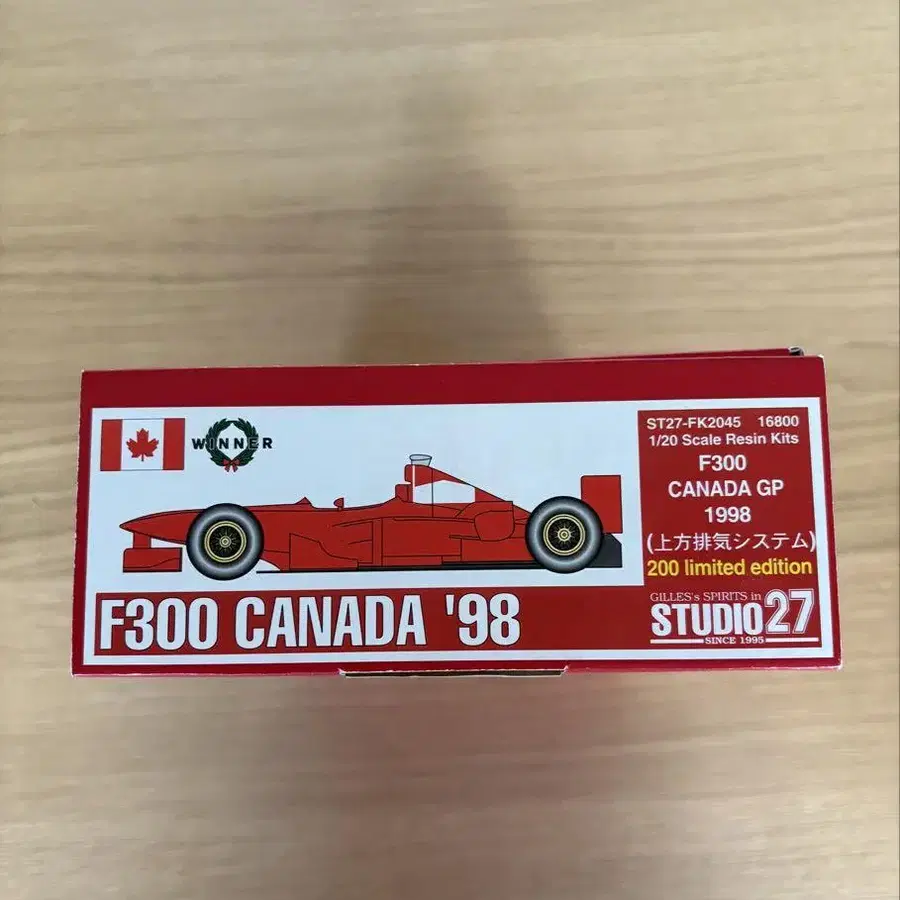 WINNER
F300 CANADA '98
ST27-FK2045 16800
1/20 Scale Resin Kits
F300
CANADA GP
1998
(上方排気システム)
200 limited edition
GILLES's SPIRITS in
STUDIO27
SINCE 1995